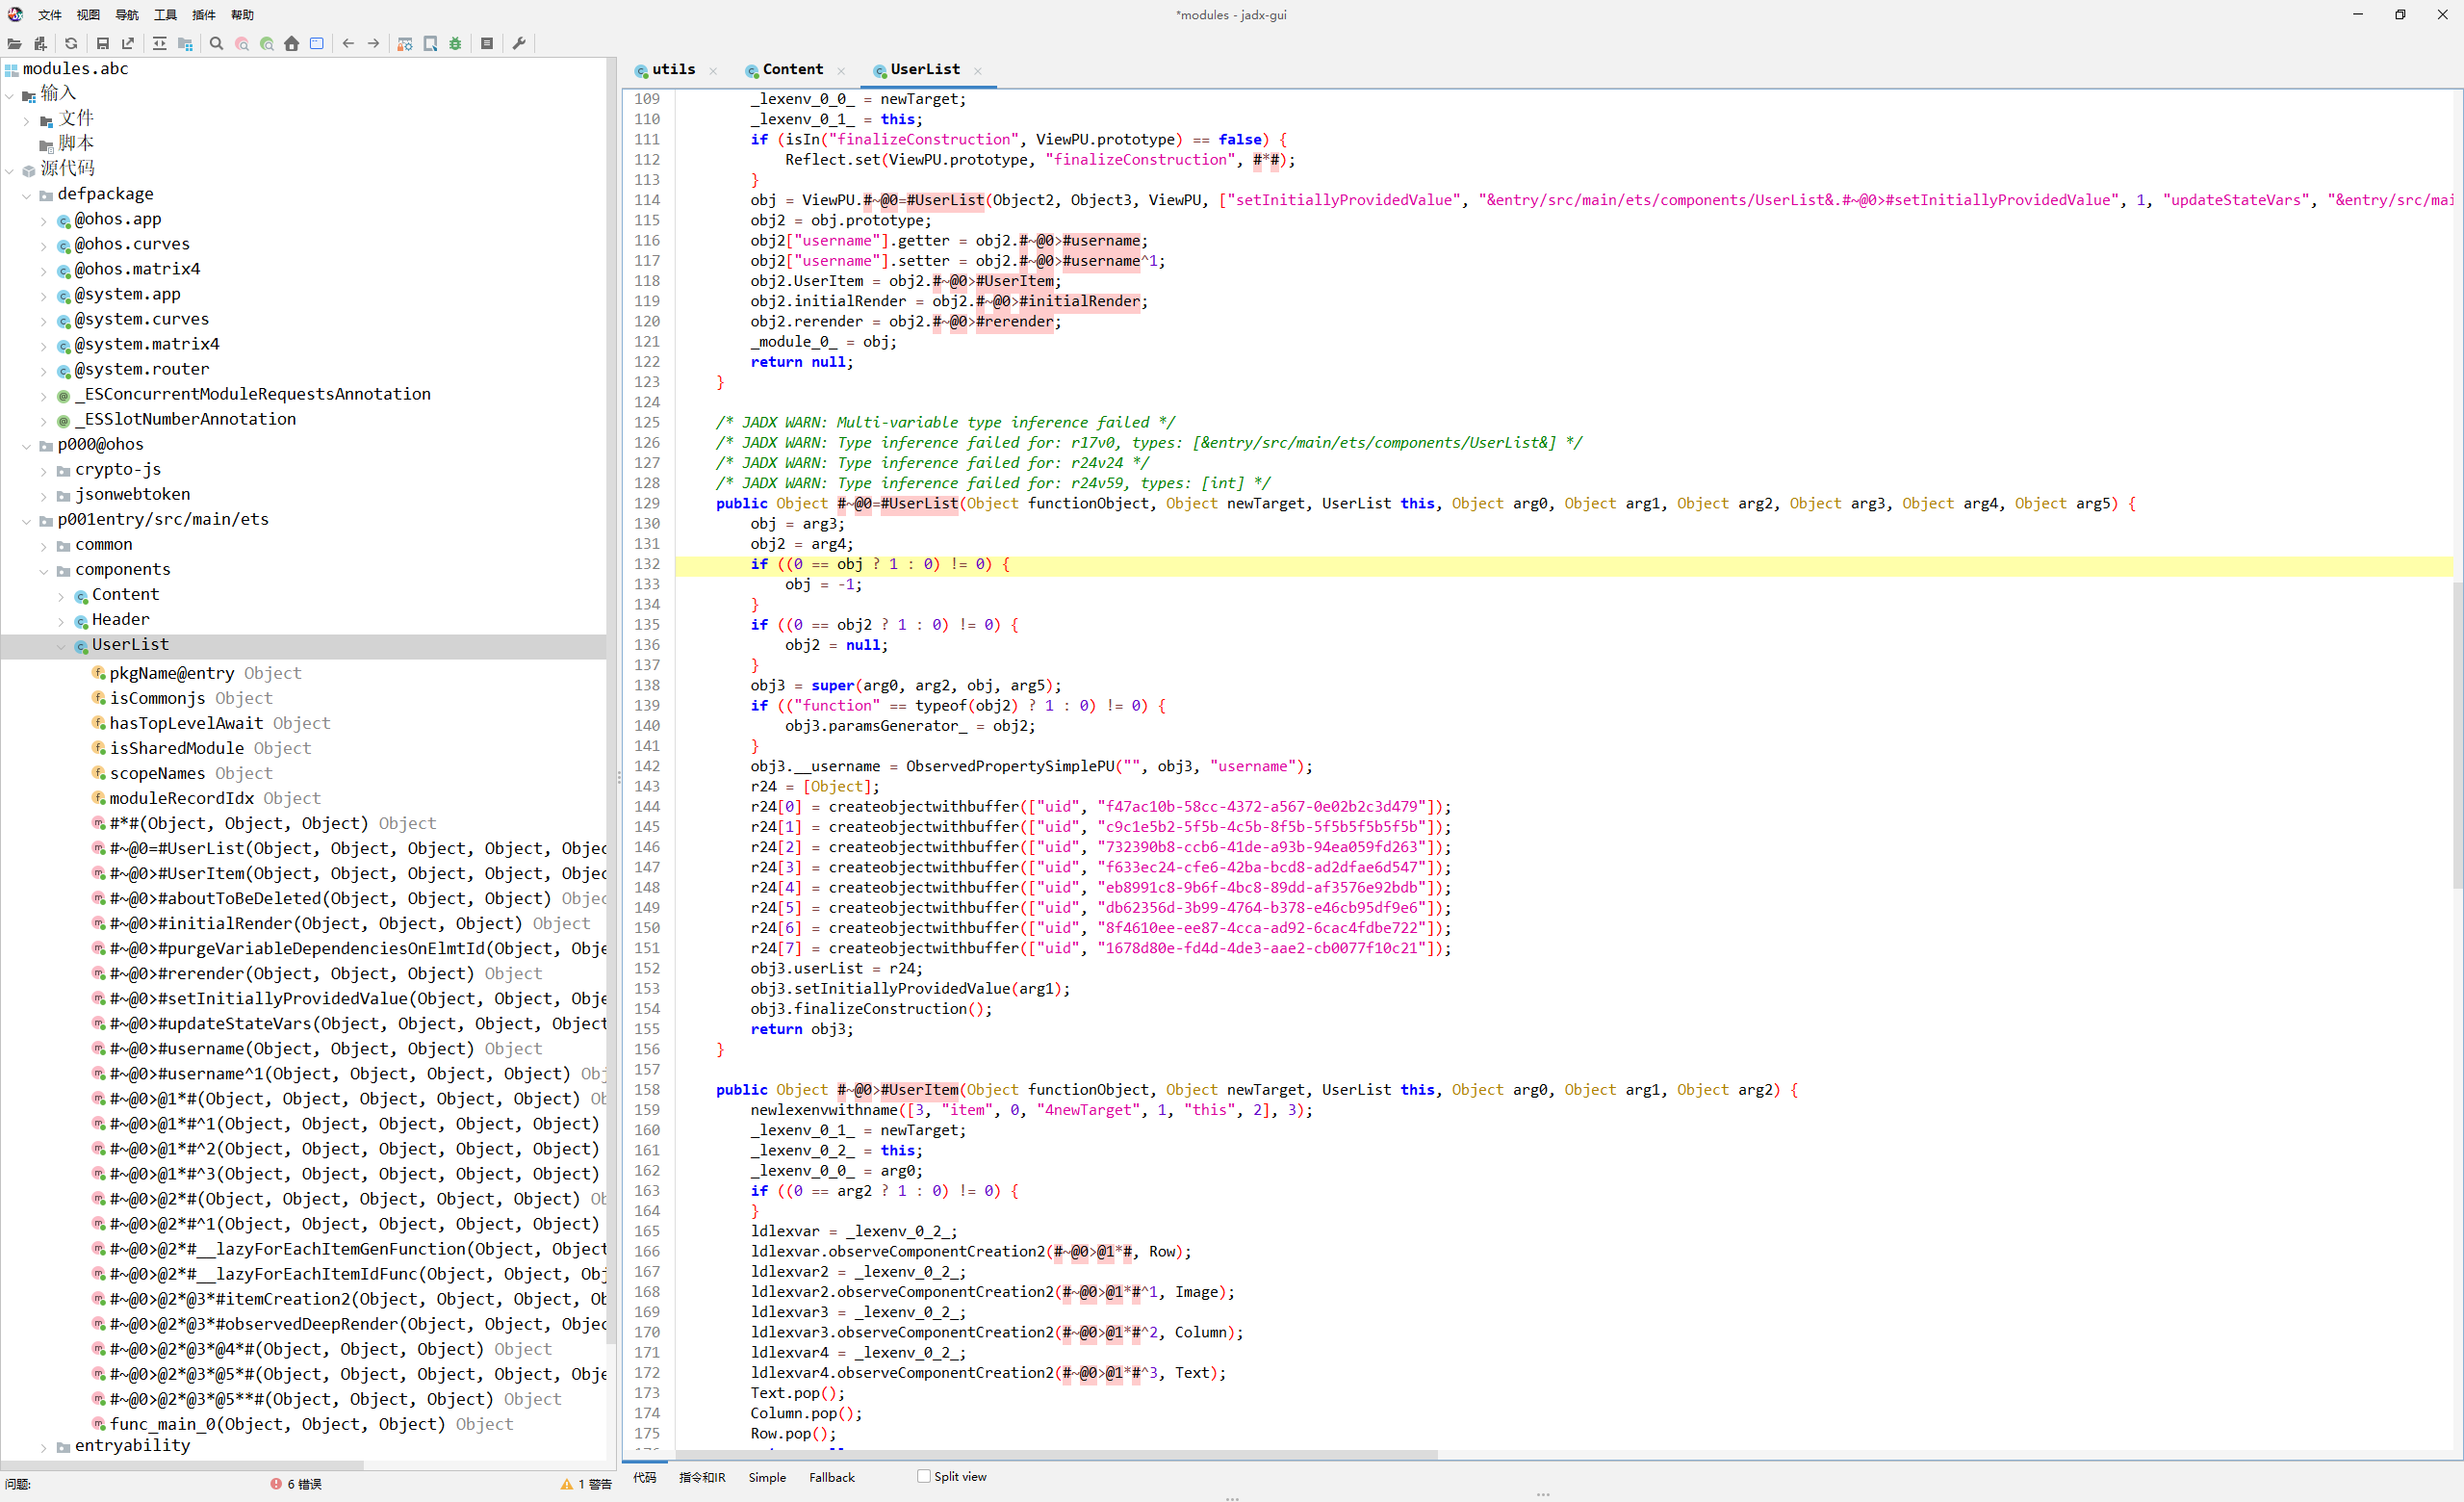 文件 视图 导航 工具 插件 帮助
*modules - jadx-gui
modules.abc
输入
文件
脚本
源代码
defpackage
@ohos.app
@ohos.curves
@ohos.matrix4
@system.app
@system.curves
@system.matrix4
@system.router
_ESConcurrentModuleRequestsAnnotation
_ESSlotNumberAnnotation
p000@ohos
crypto-js
jsonwebtoken
p001entry/src/main/ets
common
components
Content
Header
UserList
pkgName@entry Object
isCommonjs Object
hasTopLevelAwait Object
isSharedModule Object
scopeNames Object
moduleRecordIdx Object
#*#(Object, Object, Object) Object
#~@0=#UserList(Object, Object, Object, Object, Objec
#~@0>#UserItem(Object, Object, Object, Object, Objec
#~@0>#aboutToBeDeleted(Object, Object, Object) Objec
#~@0>#initialRender(Object, Object, Object) Object
#~@0>#purgeVariableDependenciesOnElmtId(Object, Obje
#~@0>#rerender(Object, Object, Object) Object
#~@0>#setInitiallyProvidedValue(Object, Object, Obje
#~@0>#updateStateVars(Object, Object, Object, Object
#~@0>#username(Object, Object, Object) Object
#~@0>#username^1(Object, Object, Object, Object) Obj
#~@0>@1*#(Object, Object, Object, Object, Object) Ob
#~@0>@1*#^1(Object, Object, Object, Object, Object)
#~@0>@1*#^2(Object, Object, Object, Object, Object)
#~@0>@1*#^3(Object, Object, Object, Object, Object)
#~@0>@2*#(Object, Object, Object, Object, Object) Ob
#~@0>@2*#^1(Object, Object, Object, Object, Object)
#~@0>@2*#__lazyForEachItemGenFunction(Object, Object
#~@0>@2*#__lazyForEachItemIdFunc(Object, Object, Obj
#~@0>@2*@3*#itemCreation2(Object, Object, Object, Ob
#~@0>@2*@3*#observedDeepRender(Object, Object, Objec
#~@0>@2*@3*@4*#(Object, Object, Object) Object
#~@0>@2*@3*@5*#(Object, Object, Object, Object, Obje
#~@0>@2*@3*@5**#(Object, Object, Object) Object
func_main_0(Object, Object, Object) Object
entryability
问题: 6 错误 1 警告
utils Content UserList
109 _lexenv_0_0_ = newTarget;
110 _lexenv_0_1_ = this;
111 if (isIn("finalizeConstruction", ViewPU.prototype) == false) {
112 Reflect.set(ViewPU.prototype, "finalizeConstruction", #*#);
113 }
114 obj = ViewPU.#~@0=#UserList(Object2, Object3, ViewPU, ["setInitiallyProvidedValue", "&entry/src/main/ets/components/UserList&.#~@0>#setInitiallyProvidedValue", 1, "updateStateVars", "&entry/src/mai
115 obj2 = obj.prototype;
116 obj2["username"].getter = obj2.#~@0>#username;
117 obj2["username"].setter = obj2.#~@0>#username^1;
118 obj2.UserItem = obj2.#~@0>#UserItem;
119 obj2.initialRender = obj2.#~@0>#initialRender;
120 obj2.rerender = obj2.#~@0>#rerender;
121 _module_0_ = obj;
122 return null;
123 }
124
125 /* JADX WARN: Multi-variable type inference failed */
126 /* JADX WARN: Type inference failed for: r17v0, types: [&entry/src/main/ets/components/UserList&] */
127 /* JADX WARN: Type inference failed for: r24v24 */
128 /* JADX WARN: Type inference failed for: r24v59, types: [int] */
129 public Object #~@0=#UserList(Object functionObject, Object newTarget, UserList this, Object arg0, Object arg1, Object arg2, Object arg3, Object arg4, Object arg5) {
130 obj = arg3;
131 obj2 = arg4;
132 if ((0 == obj ? 1 : 0) != 0) {
133 obj = -1;
134 }
135 if ((0 == obj2 ? 1 : 0) != 0) {
136 obj2 = null;
137 }
138 obj3 = super(arg0, arg2, obj, arg5);
139 if (("function" == typeof(obj2) ? 1 : 0) != 0) {
140 obj3.paramsGenerator_ = obj2;
141 }
142 obj3.__username = ObservedPropertySimplePU("", obj3, "username");
143 r24 = [Object];
144 r24[0] = createobjectwithbuffer(["uid", "f47ac10b-58cc-4372-a567-0e02b2c3d479"]);
145 r24[1] = createobjectwithbuffer(["uid", "c9c1e5b2-5f5b-4c5b-8f5b-5f5b5f5b5f5b"]);
146 r24[2] = createobjectwithbuffer(["uid", "732390b8-ccb6-41de-a93b-94ea059fd263"]);
147 r24[3] = createobjectwithbuffer(["uid", "f633ec24-cfe6-42ba-bcd8-ad2dfae6d547"]);
148 r24[4] = createobjectwithbuffer(["uid", "eb8991c8-9b6f-4bc8-89dd-af3576e92bdb"]);
149 r24[5] = createobjectwithbuffer(["uid", "db62356d-3b99-4764-b378-e46cb95df9e6"]);
150 r24[6] = createobjectwithbuffer(["uid", "8f4610ee-ee87-4cca-ad92-6cac4fdbe722"]);
151 r24[7] = createobjectwithbuffer(["uid", "1678d80e-fd4d-4de3-aae2-cb0077f10c21"]);
152 obj3.userList = r24;
153 obj3.setInitiallyProvidedValue(arg1);
154 obj3.finalizeConstruction();
155 return obj3;
156 }
157
158 public Object #~@0>#UserItem(Object functionObject, Object newTarget, UserList this, Object arg0, Object arg1, Object arg2) {
159 newlexenvwithname([3, "item", 0, "4newTarget", 1, "this", 2], 3);
160 _lexenv_0_1_ = newTarget;
161 _lexenv_0_2_ = this;
162 _lexenv_0_0_ = arg0;
163 if ((0 == arg2 ? 1 : 0) != 0) {
164 }
165 ldlexvar = _lexenv_0_2_;
166 ldlexvar.observeComponentCreation2(#~@0>@1*#, Row);
167 ldlexvar2 = _lexenv_0_2_;
168 ldlexvar2.observeComponentCreation2(#~@0>@1*#^1, Image);
169 ldlexvar3 = _lexenv_0_2_;
170 ldlexvar3.observeComponentCreation2(#~@0>@1*#^2, Column);
171 ldlexvar4 = _lexenv_0_2_;
172 ldlexvar4.observeComponentCreation2(#~@0>@1*#^3, Text);
173 Text.pop();
174 Column.pop();
175 Row.pop();
代码 指令和IR Simple Fallback Split view